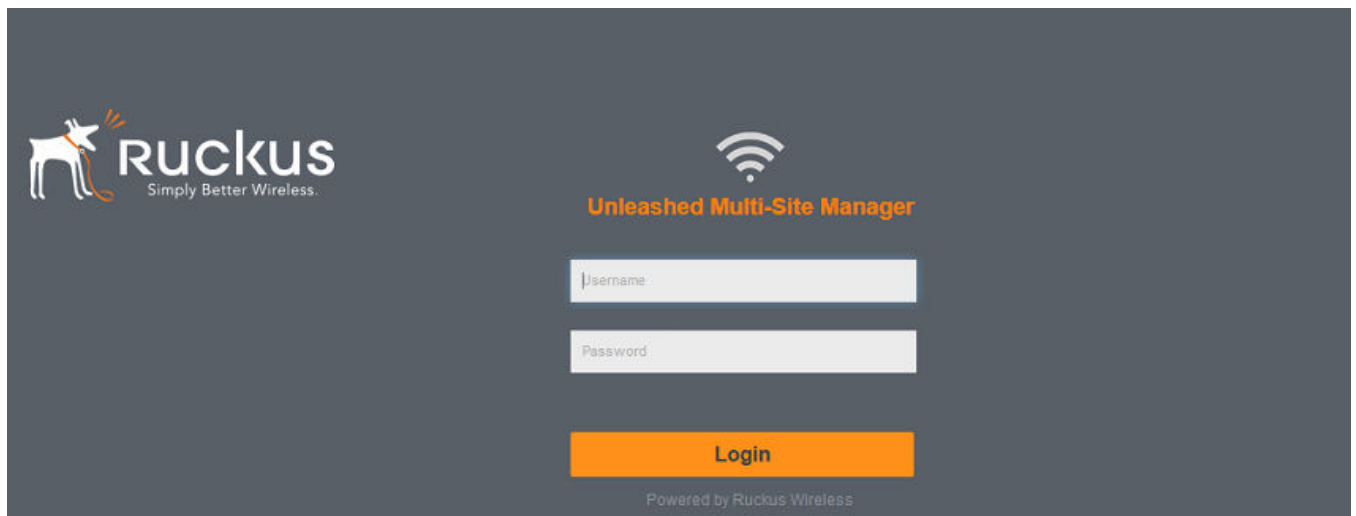 Ruckus
Simply Better Wireless.
Unleashed Multi-Site Manager
Username
Password
Login
Powered by Ruckus Wireless